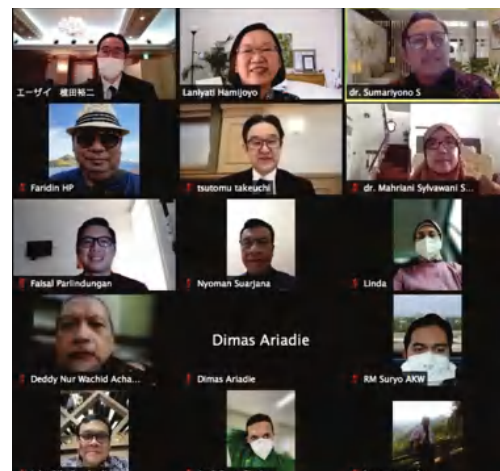 エーザイ 植田裕二
Laniyati Hamijoyo
dr. Sumariyono S
Faridin HP
tsutomu takeuchi
dr. Mahriani Sylvawani S...
Faisal Parlindungan
Nyoman Suarjana
Linda
Dimas Ariadie
Deddy Nur Wachid Acha...
Dimas Ariadie
RM Suryo AKW